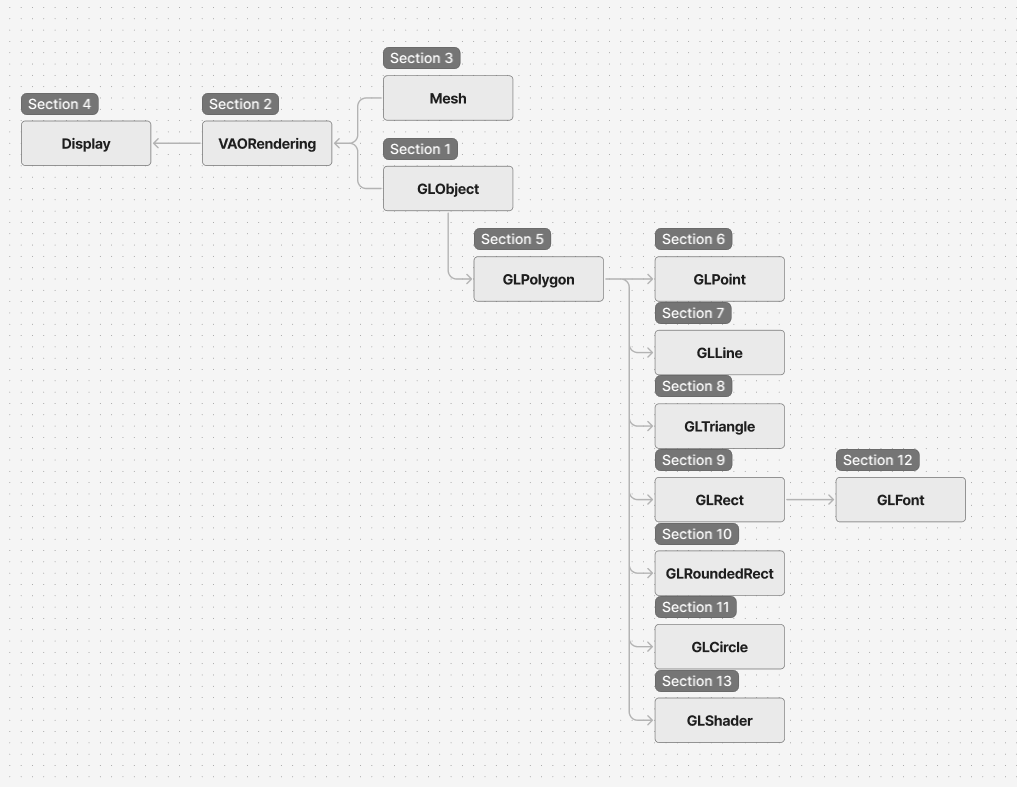 Section 3
Mesh
Section 4
Display
Section 2
VAORendering
Section 1
GLObject
Section 5
GLPolygon
Section 6
GLPoint
Section 7
GLLine
Section 8
GLTriangle
Section 9
GLRect
Section 12
GLFont
Section 10
GLRoundedRect
Section 11
GLCircle
Section 13
GLShader